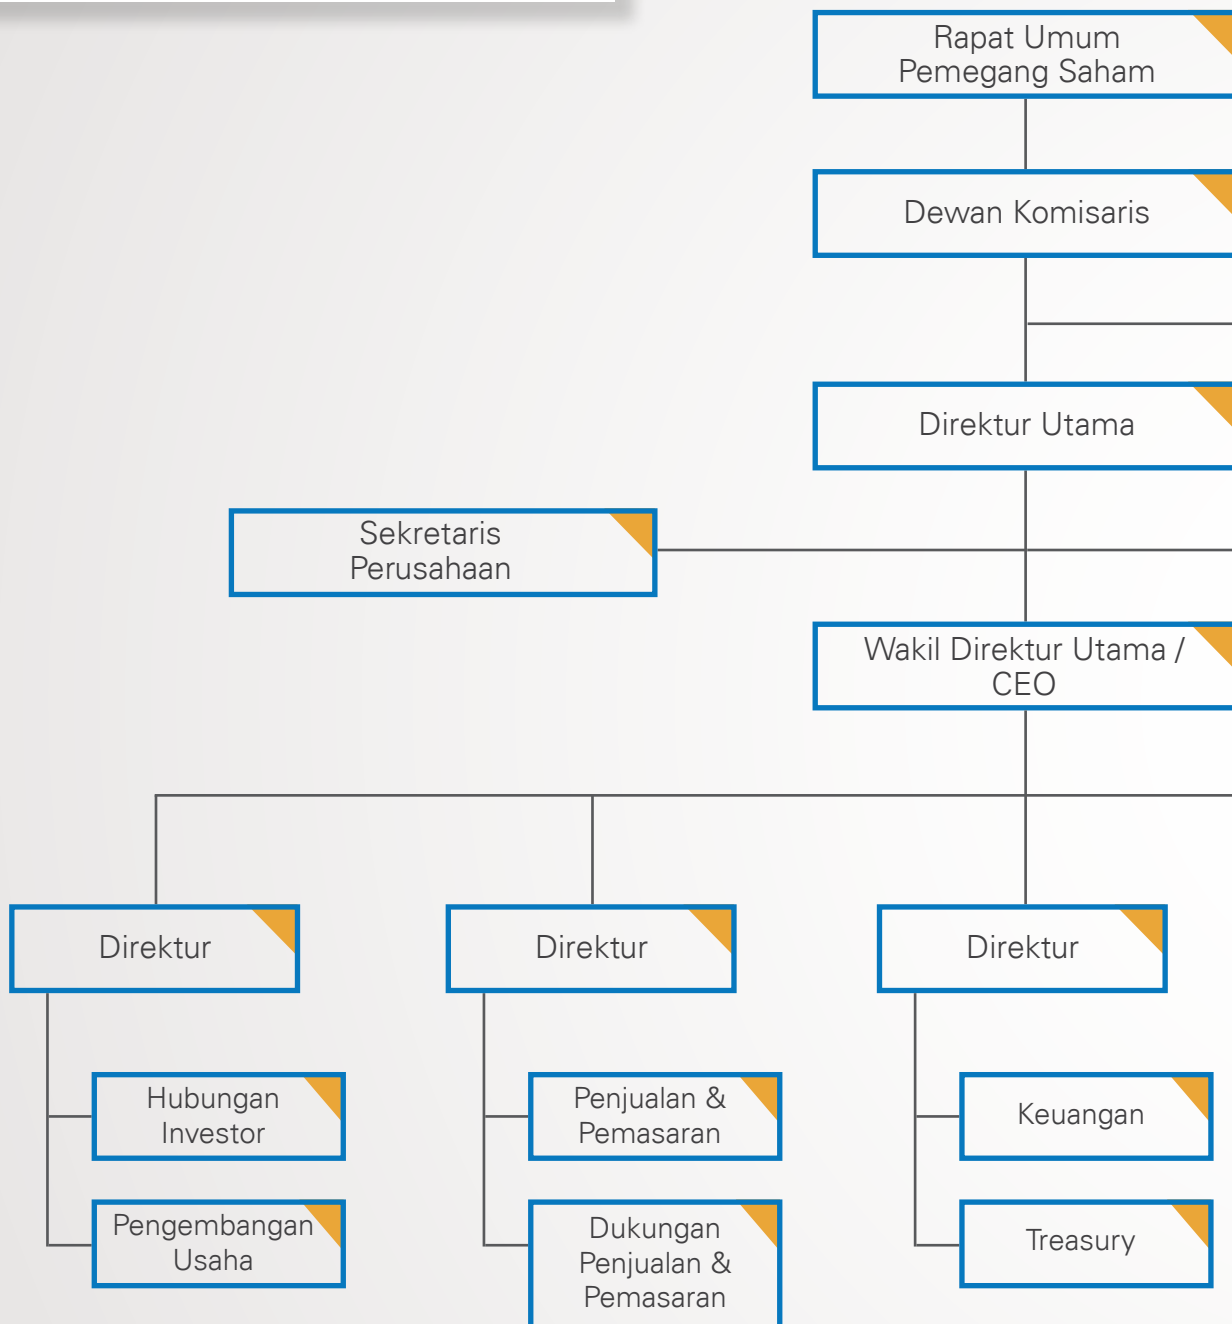 Rapat Umum
Pemegang Saham
Dewan Komisaris
Direktur Utama
Sekretaris
Perusahaan
Wakil Direktur Utama /
CEO
Direktur
Direktur
Direktur
Hubungan
Investor
Penjualan &
Pemasaran
Keuangan
Pengembangan
Usaha
Dukungan
Penjualan &
Pemasaran
Treasury